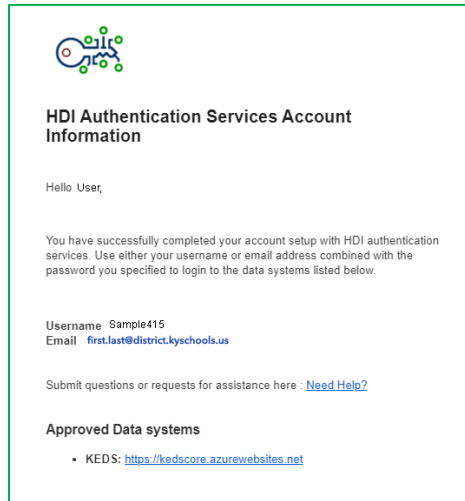 HDI Authentication Services Account
Information
Hello User,
You have successfully completed your account setup with HDI authentication
services. Use either your username or email address combined with the
password you specified to login to the data systems listed below.
Username Sample415
Email first.last@district.kyschools.us
Submit questions or requests for assistance here : Need Help?
Approved Data systems
• KEDS: https://kedscore.azurewebsites.net